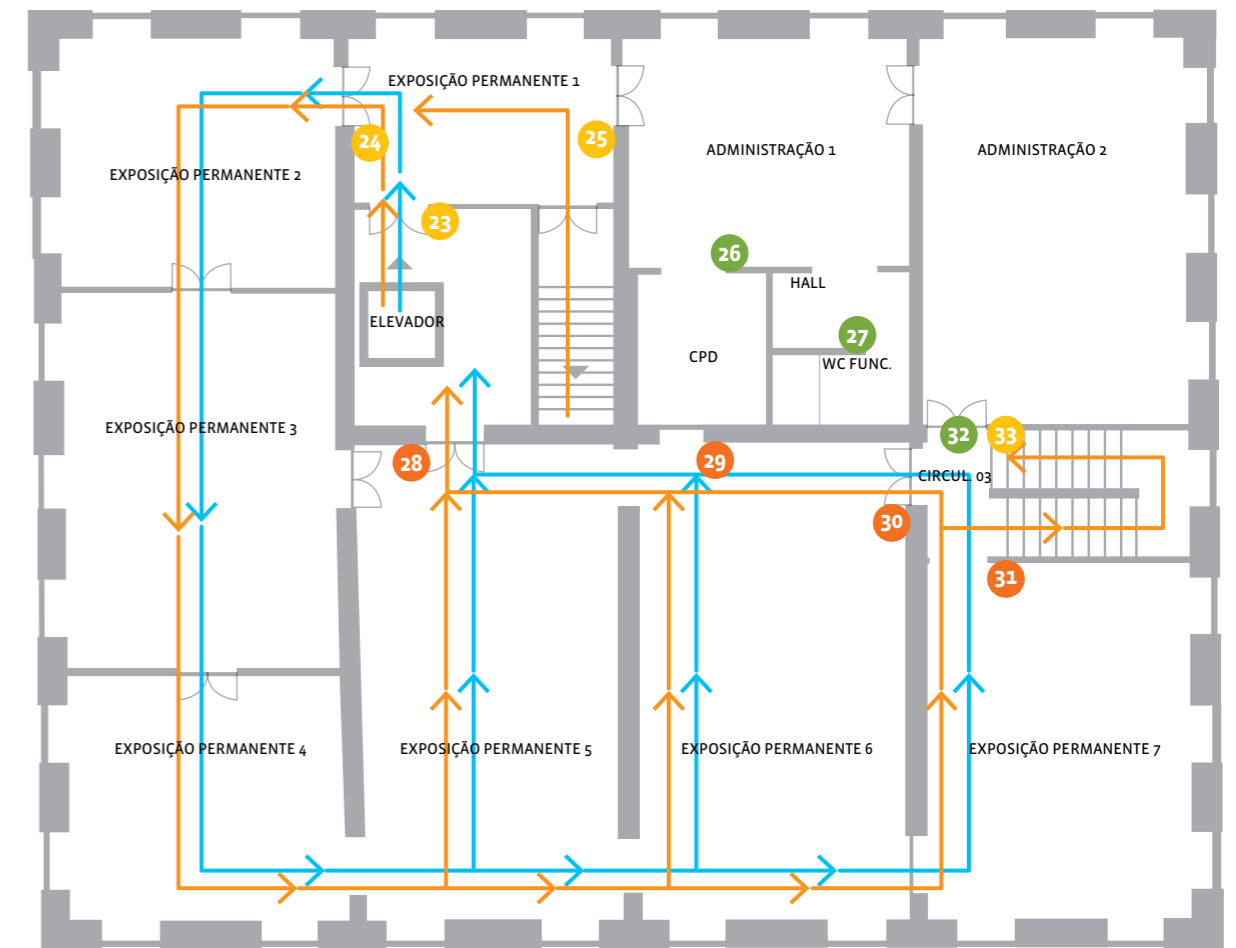 EXPOSIÇÃO PERMANENTE 1
24
25
ADMINISTRAÇÃO 1
ADMINISTRAÇÃO 2
EXPOSIÇÃO PERMANENTE 2
23
26
HALL
ELEVADOR
27
CPD
WC FUNC.
EXPOSIÇÃO PERMANENTE 3
28
29
32
33
CIRCUL. 03
30
31
EXPOSIÇÃO PERMANENTE 4
EXPOSIÇÃO PERMANENTE 5
EXPOSIÇÃO PERMANENTE 6
EXPOSIÇÃO PERMANENTE 7